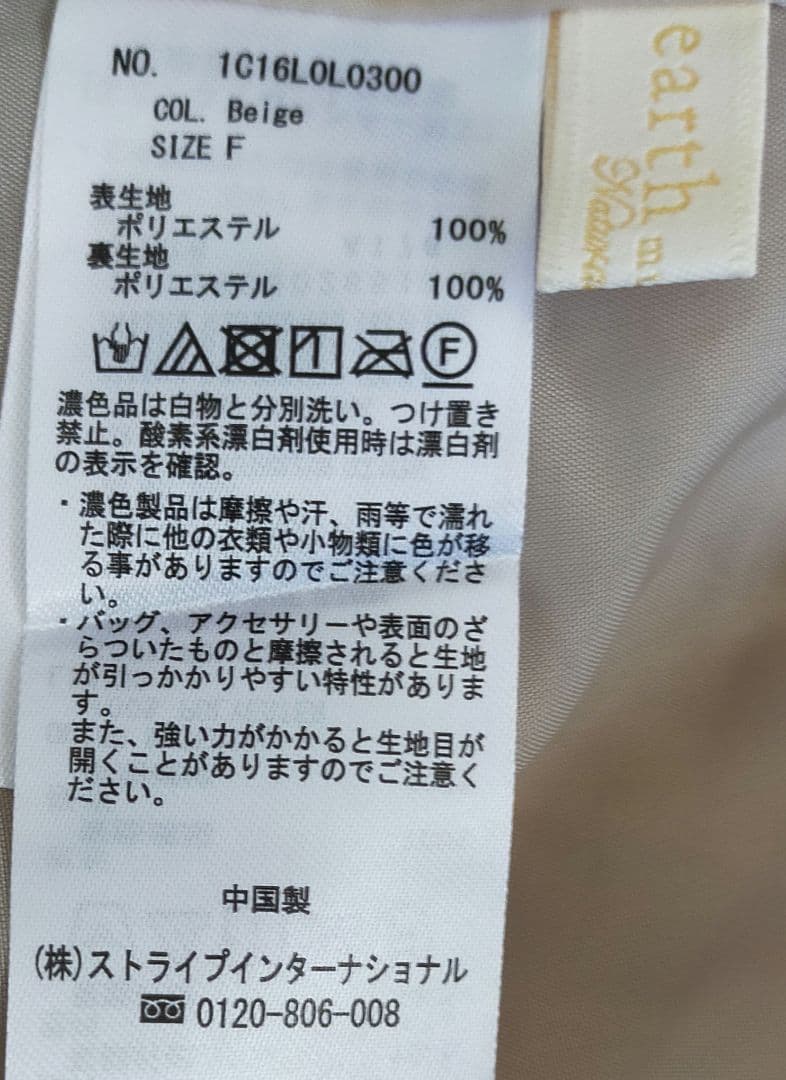 NO. 1C16L0L0300
COL. Beige
SIZE F
表生地
ポリエステル 100%
裏生地
ポリエステル 100%
F
濃色品は白物と分別洗い。つけ置き
禁止。酸素系漂白剤使用時は漂白剤
の表示を確認。
・濃色製品は摩擦や汗、雨等で濡れ
た際に他の衣類や小物類に色が移
る事がありますのでご注意くださ
い。
・バッグ、アクセサリーや表面のざ
らついたものと摩擦されると生地
が引っかかりやすい特性がありま
す。
また、強い力がかかると生地目が
開くことがありますのでご注意く
ださい。
中国製
(株)ストライプインターナショナル
0120-806-008
earth